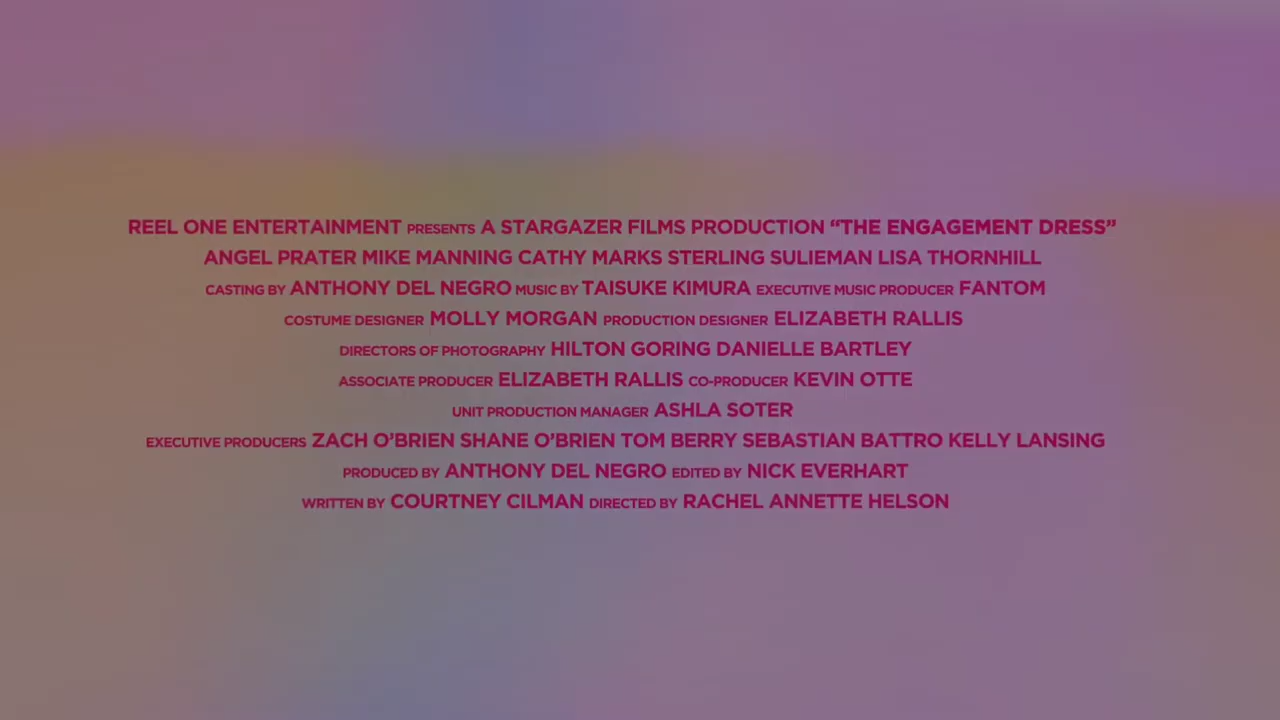 REEL ONE ENTERTAINMENT PRESENTS A STARGAZER FILMS PRODUCTION “THE ENGAGEMENT DRESS”
ANGEL PRATER MIKE MANNING CATHY MARKS STERLING SULIEMAN LISA THORNHILL
CASTING BY ANTHONY DEL NEGRO MUSIC BY TAISUKE KIMURA EXECUTIVE MUSIC PRODUCER FANTOM
COSTUME DESIGNER MOLLY MORGAN PRODUCTION DESIGNER ELIZABETH RALLIS
DIRECTORS OF PHOTOGRAPHY HILTON GORING DANIELLE BARTLEY
ASSOCIATE PRODUCER ELIZABETH RALLIS CO-PRODUCER KEVIN OTTE
UNIT PRODUCTION MANAGER ASHLA SOTER
EXECUTIVE PRODUCERS ZACH O’BRIEN SHANE O’BRIEN TOM BERRY SEBASTIAN BATTRO KELLY LANSING
PRODUCED BY ANTHONY DEL NEGRO EDITED BY NICK EVERHART
WRITTEN BY COURTNEY CILMAN DIRECTED BY RACHEL ANNETTE HELSON